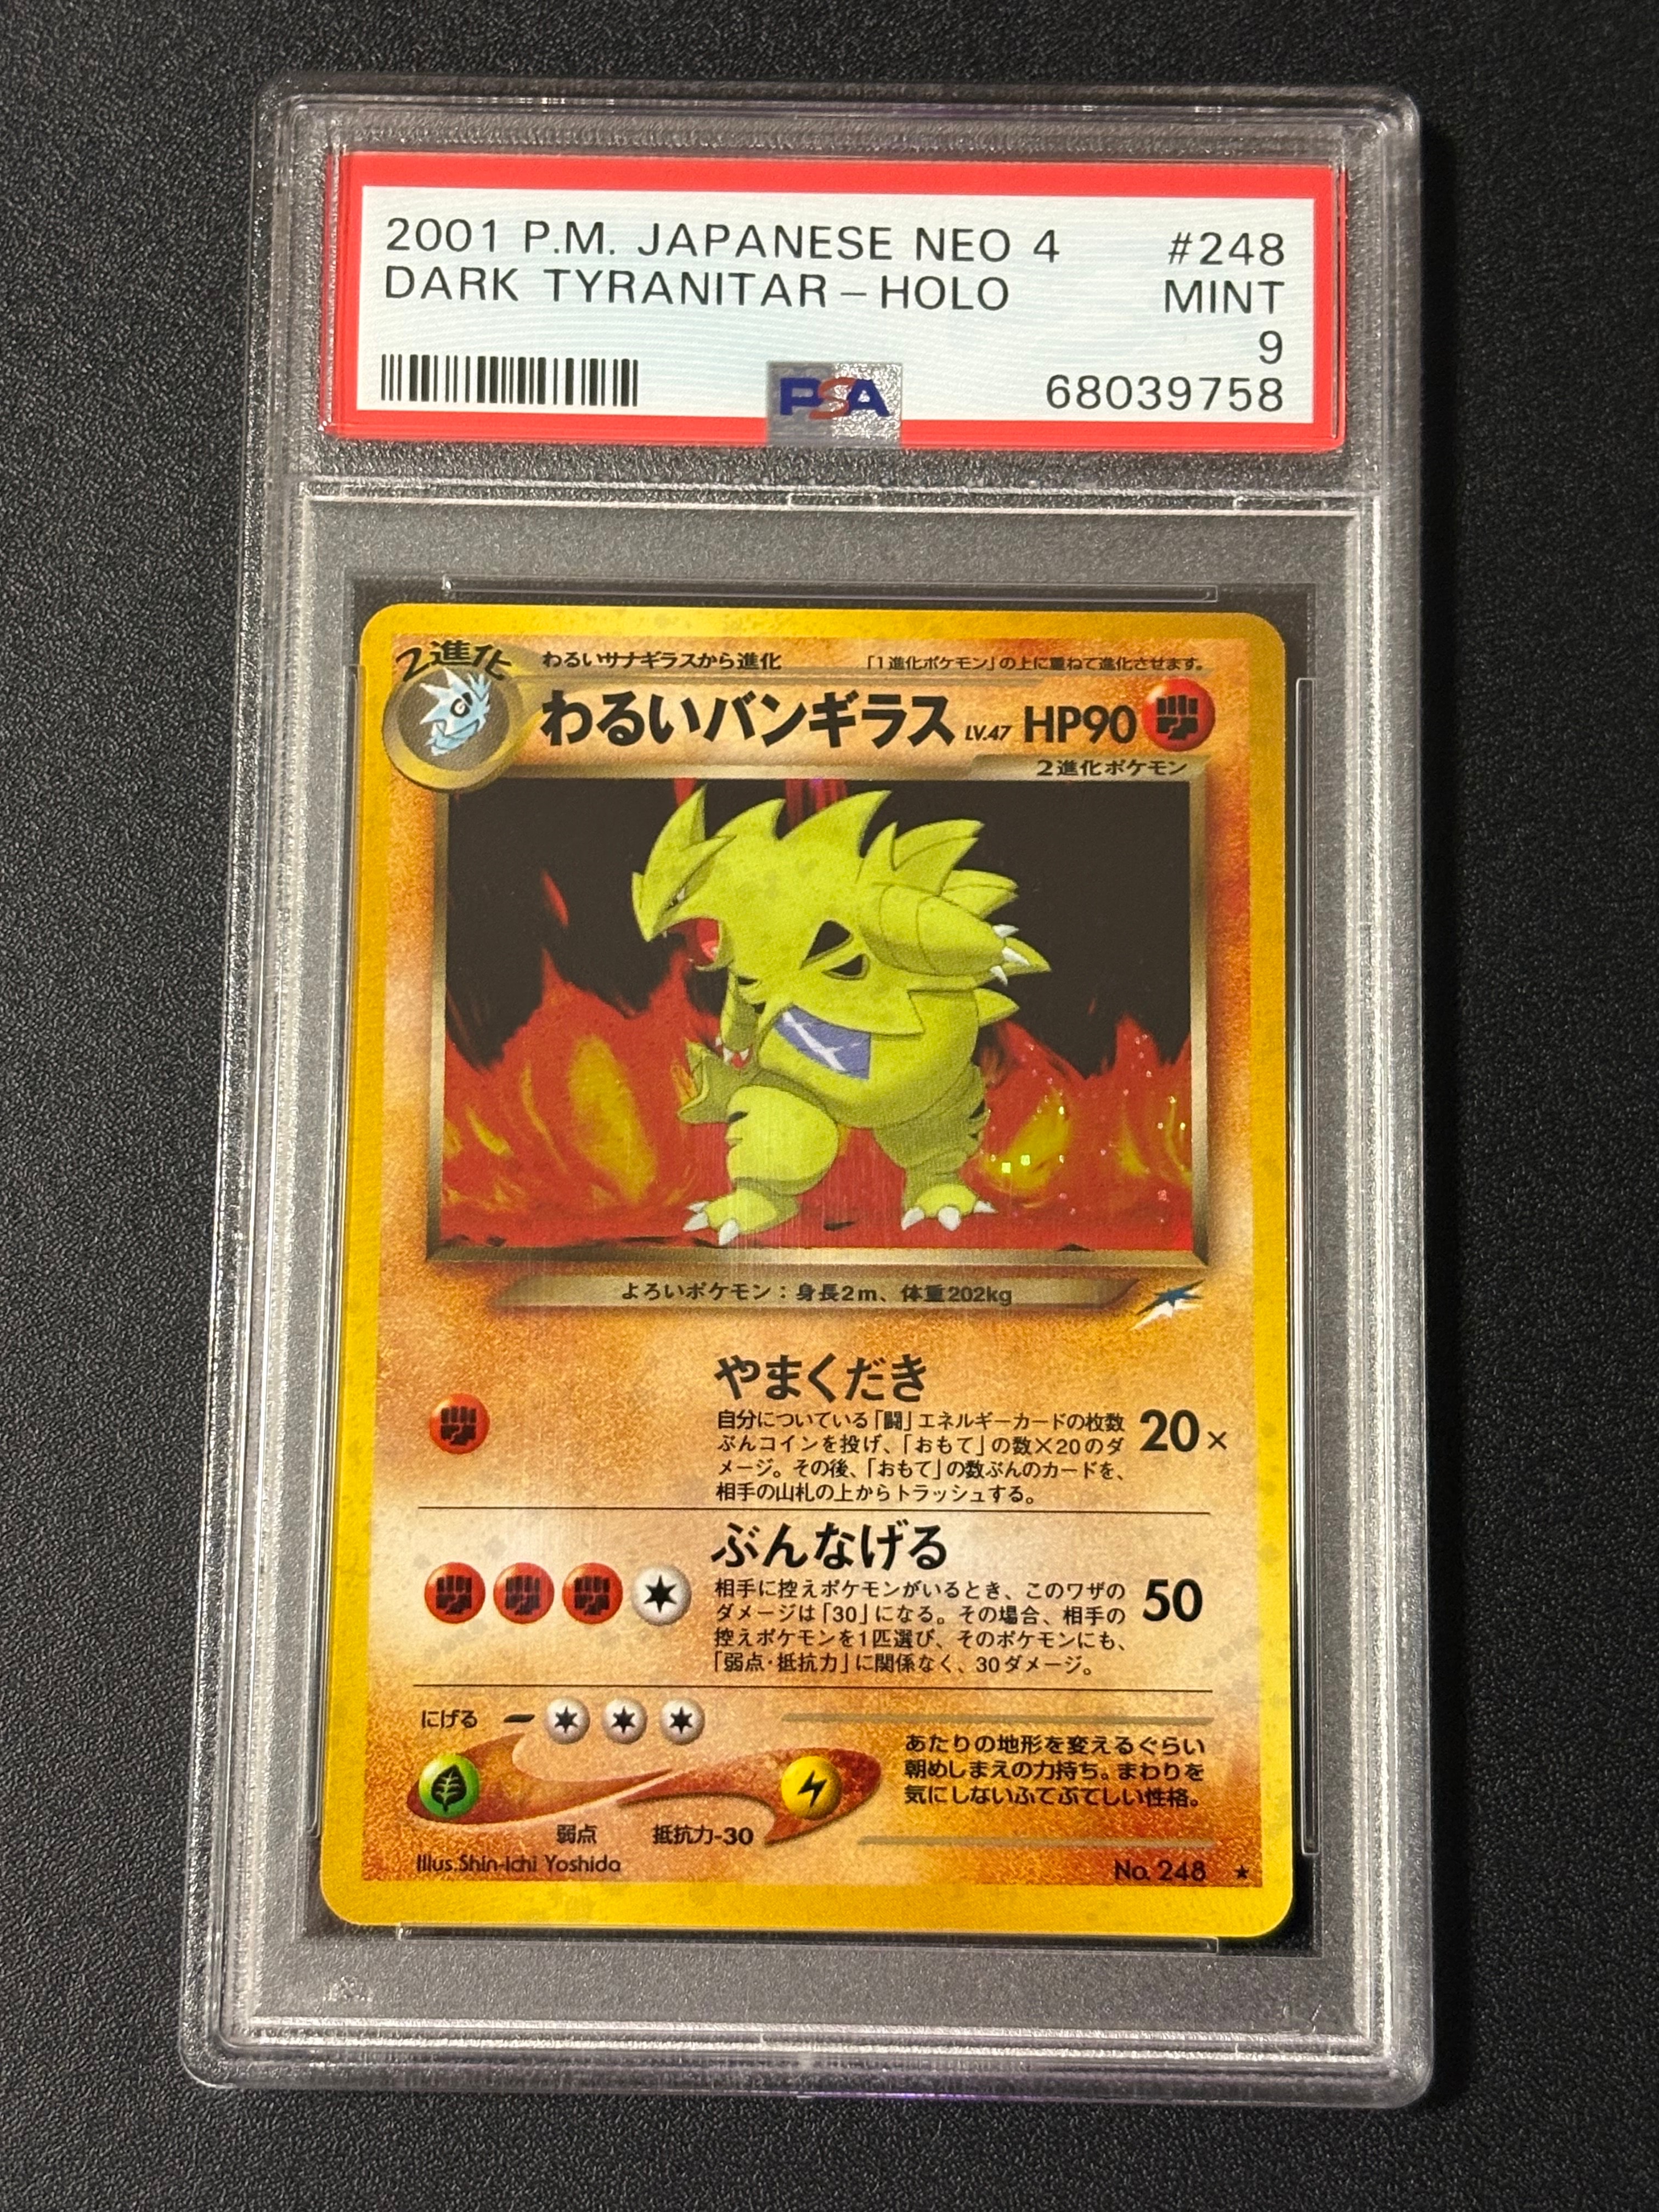 2001 P.M. JAPANESE NEO 4 #248
DARK TYRANITAR-HOLO MINT
9
PSA 68039758
2進化 わるいサナギラスから進化 「1進化ポケモン」の上に重ねて進化させます。
わるいバンギラス LV.47 HP90
2進化ポケモン
よろいポケモン:身長2m、体重202kg
やまくだき
自分についている「闘」エネルギーカードの枚数
ぶんコインを投げ、「おもて」の数×20のダ
メージ。その後、「おもて」の数ぶんのカードを、
相手の山札の上からトラッシュする。
20×
ぶんなげる
相手に控えポケモンがいるとき、このワザの
ダメージは「30」になる。その場合、相手の
控えポケモンを1匹選び、そのポケモンにも、
「弱点・抵抗力」に関係なく、30ダメージ。
50
にげる
弱点 抵抗力-30
あたりの地形を変えるぐらい
朝めしまえの力持ち。まわりを
気にしないふてぶてしい性格。
Illus.Shin-ichi Yoshida No. 248 ★